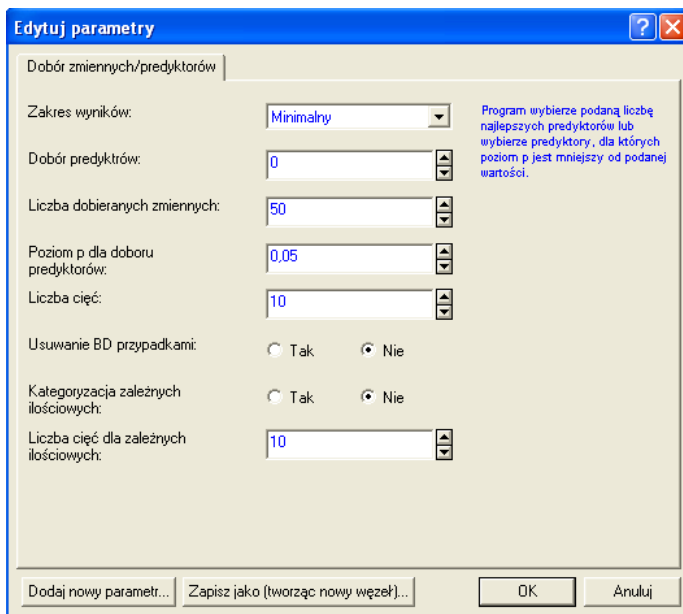 Edytuj parametry
Dobór zmiennych/predyktorów
Zakres wyników:
Minimalny
Program wybierze podaną liczbę
najlepszych predyktorów lub
wybierze predyktory, dla których
poziom p jest mniejszy od podanej
wartości.
Dobór predyktrów:
0
Liczba dobieranych zmiennych:
50
Poziom p dla doboru
predyktorów:
0,05
Liczba cięć:
10
Usuwanie BD przypadkami:
Tak
Nie
Kategoryzacja zależnych
ilościowych:
Tak
Nie
Liczba cięć dla zależnych
ilościowych:
10
Dodaj nowy parametr...
Zapisz jako (tworząc nowy węzeł)...
OK
Anuluj